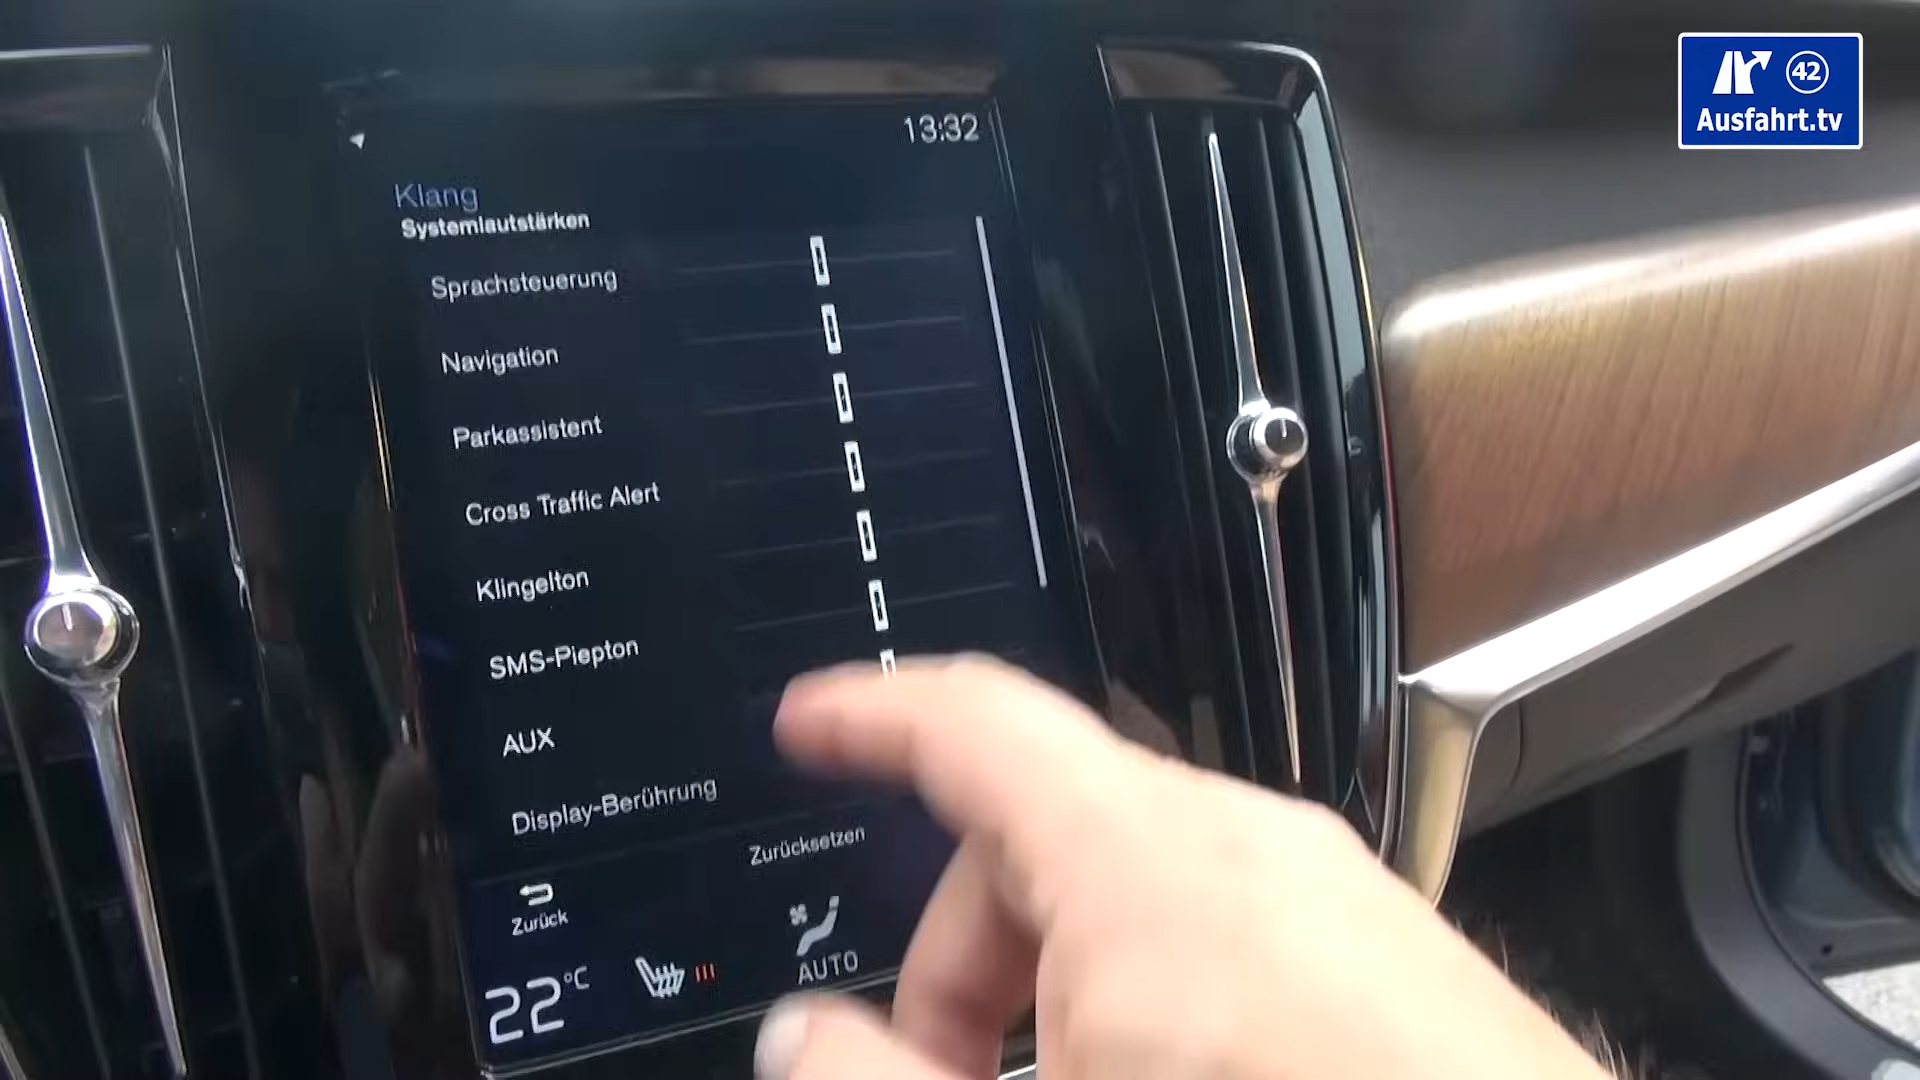 42
Ausfahrt.tv
13:32
Klang
Systemlautstärken
Sprachsteuerung
Navigation
Parkassistent
Cross Traffic Alert
Klingelton
SMS-Piepton
AUX
Display-Berührung
Zurücksetzen
Zurück
22°C
AUTO